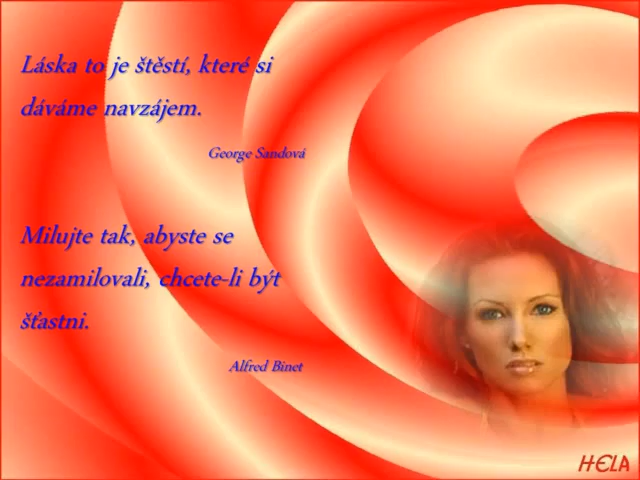 Láska to je štěstí, které si
dáváme navzájem.
George Sandová
Milujte tak, abyste se
nezamilovali, chcete-li být
šťastni.
Alfred Binet
HELA